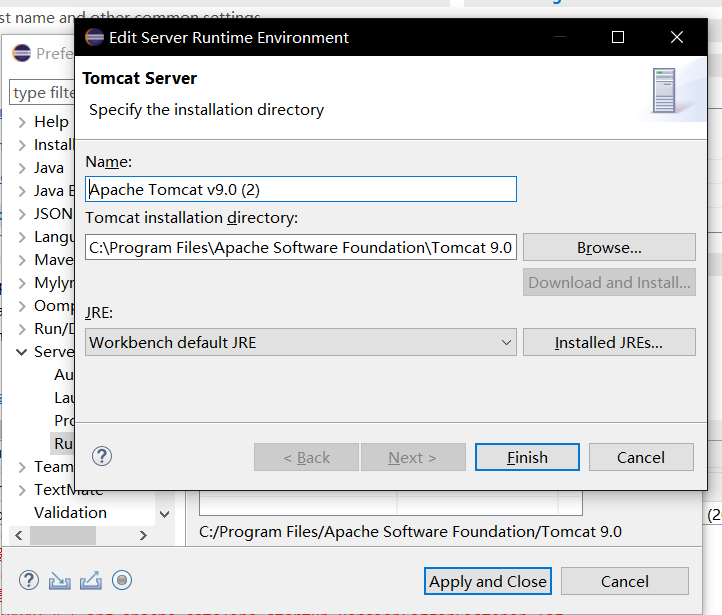 st name and other common settings
Edit Server Runtime Environment
Prefe
Tomcat Server
Specify the installation directory
type filte
Help
Install
Java
Java E
JSON
Langu
Mave
Mylyn
Oomp
Run/D
Serve
Au
Lau
Pro
Ru
Team
TextMate
Validation
Name:
Apache Tomcat v9.0 (2)
Tomcat installation directory:
C:\Program Files\Apache Software Foundation\Tomcat 9.0
Browse...
Download and Install...
JRE:
Workbench default JRE
Installed JREs...
< Back
Next >
Finish
Cancel
C:/Program Files/Apache Software Foundation/Tomcat 9.0
Apply and Close
Cancel